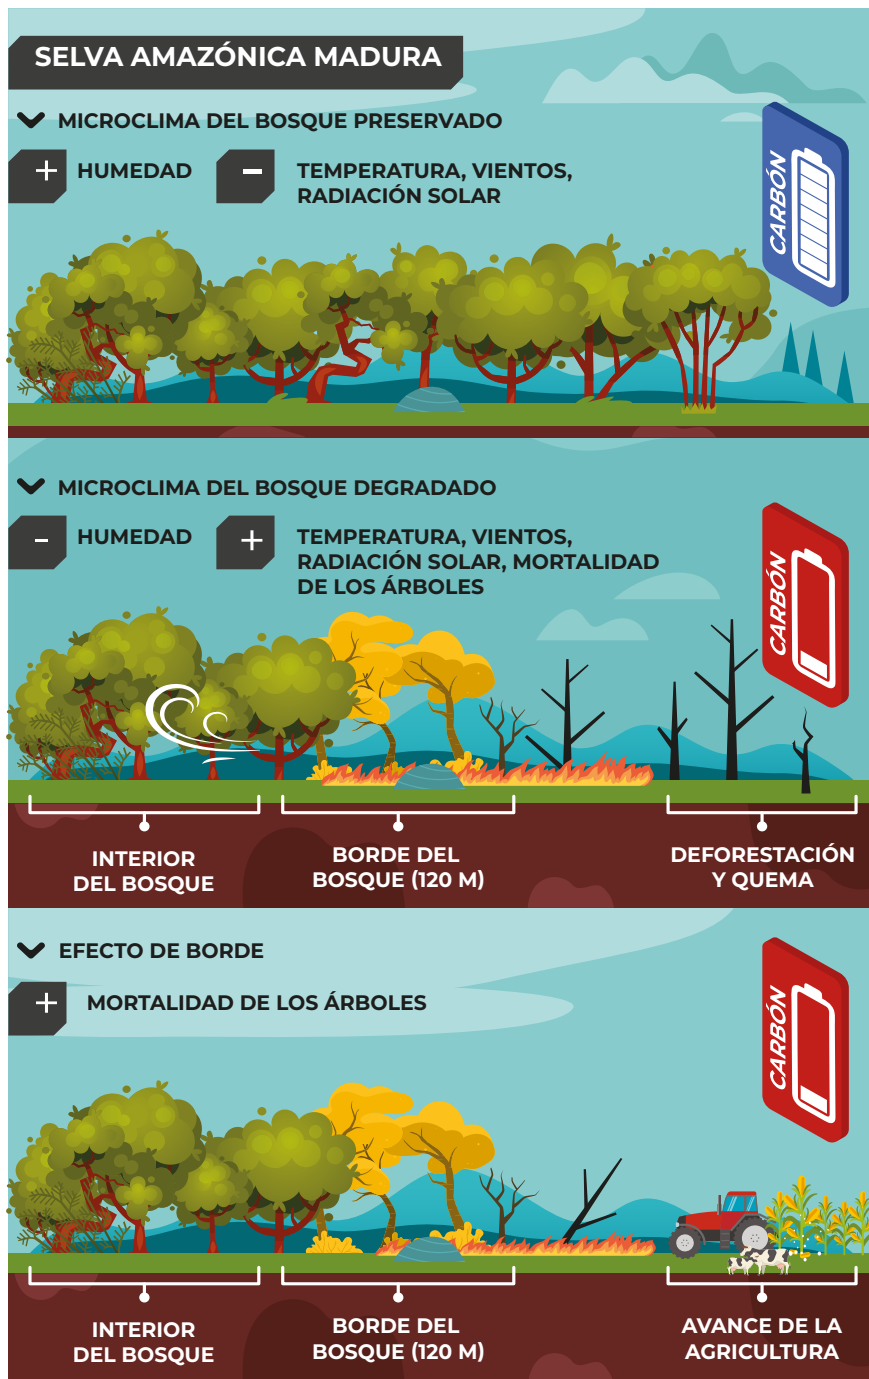 SELVA AMAZÓNICA MADURA
MICROCLIMA DEL BOSQUE PRESERVADO
+ HUMEDAD
- TEMPERATURA, VIENTOS,
RADIACIÓN SOLAR
CARBÓN
MICROCLIMA DEL BOSQUE DEGRADADO
- HUMEDAD
+ TEMPERATURA, VIENTOS,
RADIACIÓN SOLAR, MORTALIDAD
DE LOS ÁRBOLES
CARBÓN
INTERIOR
DEL BOSQUE
BORDE DEL
BOSQUE (120 M)
DEFORESTACIÓN
Y QUEMA
EFECTO DE BORDE
+ MORTALIDAD DE LOS ÁRBOLES
CARBÓN
INTERIOR
DEL BOSQUE
BORDE DEL
BOSQUE (120 M)
AVANCE DE LA
AGRICULTURA